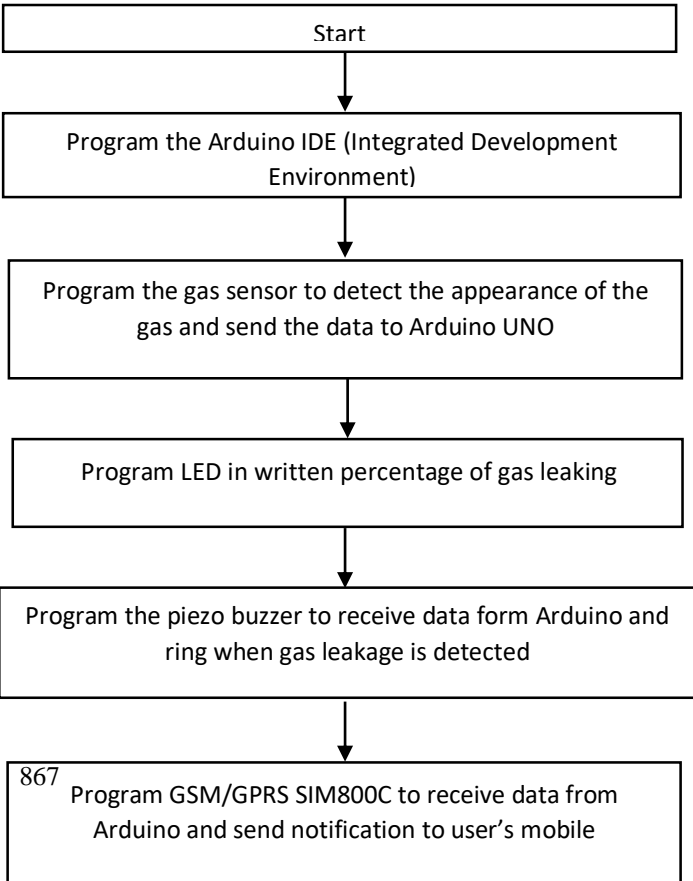 Start
Program the Arduino IDE (Integrated Development
Environment)
Program the gas sensor to detect the appearance of the
gas and send the data to Arduino UNO
Program LED in written percentage of gas leaking
Program the piezo buzzer to receive data form Arduino and
ring when gas leakage is detected
867
Program GSM/GPRS SIM800C to receive data from
Arduino and send notification to user’s mobile